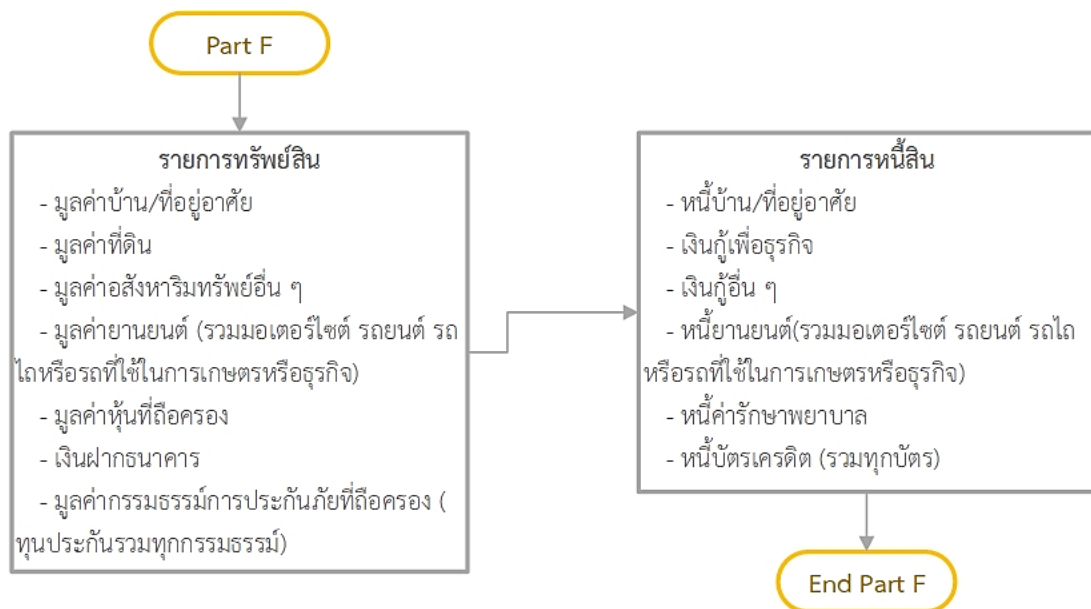 Part F
รายการทรัพย์สิน
- มูลค่าบ้าน/ที่อยู่อาศัย
- มูลค่าที่ดิน
- มูลค่าอสังหาริมทรัพย์อื่น ๆ
- มูลค่ายานยนต์ (รวมมอเตอร์ไซต์ รถยนต์ รถ
ไถหรือรถที่ใช้ในการเกษตรหรือธุรกิจ)
- มูลค่าหุ้นที่ถือครอง
- เงินฝากธนาคาร
- มูลค่ากรรมธรรม์การประกันภัยที่ถือครอง (
ทุนประกันรวมทุกกรรมธรรม์)
รายการหนี้สิน
- หนี้บ้าน/ที่อยู่อาศัย
- เงินกู้เพื่อธุรกิจ
- เงินกู้อื่น ๆ
- หนี้ยานยนต์(รวมมอเตอร์ไซต์ รถยนต์ รถไถ
หรือรถที่ใช้ในการเกษตรหรือธุรกิจ)
- หนี้ค่ารักษาพยาบาล
- หนี้บัตรเครดิต (รวมทุกบัตร)
End Part F